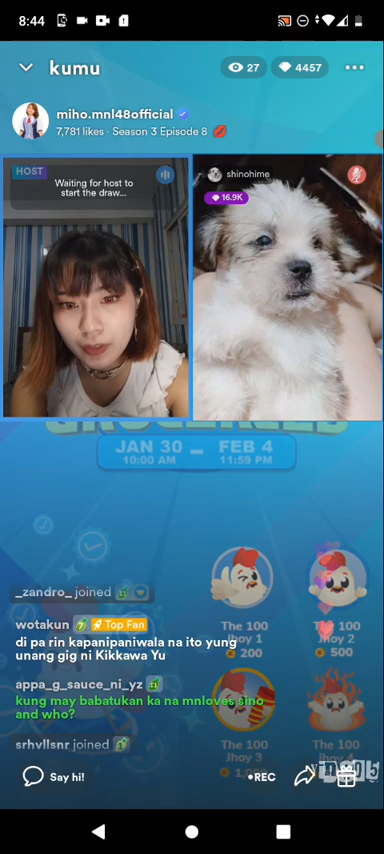 8:44
kumu
27
4457
miho.mnl48official
7,781 likes · Season 3 Episode 8
HOST
Waiting for host to
start the draw...
shinohime
16.9K
JAN 30 – FEB 4
10:00 AM 11:59 PM
_zandro_ joined
wotakun Top Fan
di pa rin kapanipaniwala na ito yung
unang gig ni Kikkawa Yu
appa_g_sauce_ni_yz
kung may babatukan ka na mnloves sino
and who?
srhvllsnr joined
The 100
Jhoy 1
200
The 100
Jhoy 2
500
The 100
The 100
Say hi!
•REC